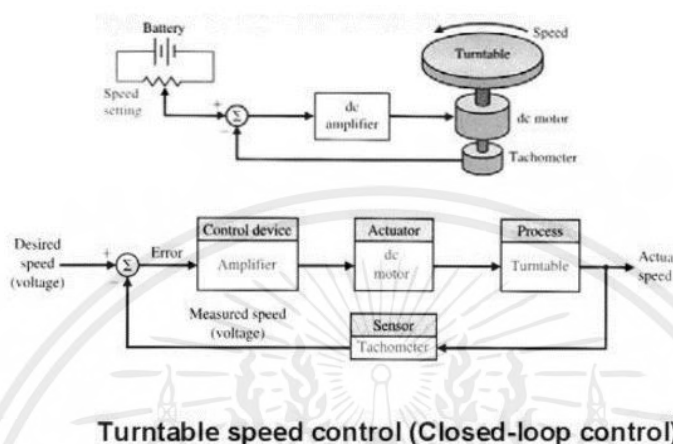 Battery
Speed
Turntable
Speed
setting
+
Σ
−
dc
amplifier
dc motor
Tachometer
Control device
Actuator
Process
Desired
speed
(voltage)
+
Σ
−
Error
Amplifier
dc
motor
Turntable
Actua
speed
Measured speed
(voltage)
Sensor
Tachometer
Turntable speed control (Closed-loop control)